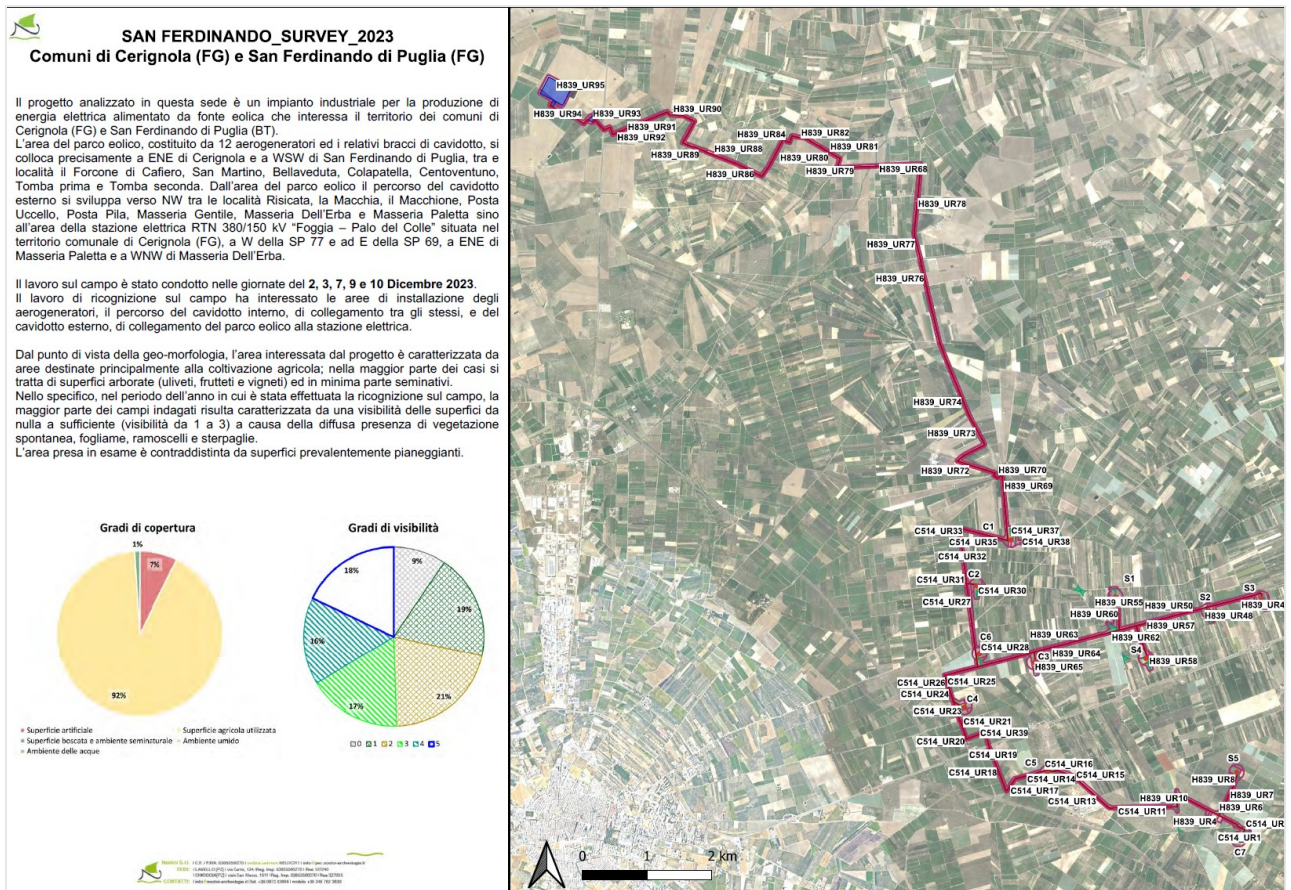 SAN FERDINANDO_SURVEY_2023
Comuni di Cerignola (FG) e San Ferdinando di Puglia (FG)
Il progetto analizzato in questa sede è un impianto industriale per la produzione di
energia elettrica alimentato da fonte eolica che interessa il territorio dei comuni di
Cerignola (FG) e San Ferdinando di Puglia (BT).
L'area del parco eolico, costituito da 12 aerogeneratori ed i relativi bracci di cavidotto, si
colloca precisamente a ENE di Cerignola e a WSW di San Ferdinando di Puglia, tra e
località il Forcone di Cafiero, San Martino, Bellaveduta, Colapatella, Centoventuno,
Tomba prima e Tomba seconda. Dall'area del parco eolico il percorso del cavidotto
esterno si sviluppa verso NW tra le località Risicata, la Macchia, il Macchione, Posta
Uccello, Posta Pila, Masseria Gentile, Masseria Dell'Erba e Masseria Paletta sino
all'area della stazione elettrica RTN 380/150 kV "Foggia – Palo del Colle" situata nel
territorio comunale di Cerignola (FG), a W della SP 77 e ad E della SP 69, a ENE di
Masseria Paletta e a WNW di Masseria Dell'Erba.
Il lavoro sul campo è stato condotto nelle giornate del 2, 3, 7, 9 e 10 Dicembre 2023.
Il lavoro di ricognizione sul campo ha interessato le aree di installazione degli
aerogeneratori, il percorso del cavidotto interno, di collegamento tra gli stessi, e del
cavidotto esterno, di collegamento del parco eolico alla stazione elettrica.
Dal punto di vista della geo-morfologia, l'area interessata dal progetto è caratterizzata da
aree destinate principalmente alla coltivazione agricola; nella maggior parte dei casi si
tratta di superfici arborate (uliveti, frutteti e vigneti) ed in minima parte seminativi.
Nello specifico, nel periodo dell'anno in cui è stata effettuata la ricognizione sul campo, la
maggior parte dei campi indagati risulta caratterizzata da una visibilità delle superfici da
nulla a sufficiente (visibilità da 1 a 3) a causa della diffusa presenza di vegetazione
spontanea, fogliame, ramoscelli e sterpaglie.
L'area presa in esame è contraddistinta da superfici prevalentemente pianeggianti.
Gradi di copertura
1%
7%
92%
Superficie artificiale
Superficie agricola utilizzata
Superficie boscata e ambiente seminaturale
Ambiente umido
Ambiente delle acque
Gradi di visibilità
9%
19%
21%
17%
16%
18%
0 1 2 3 4 5
H839_UR95
H839_UR94
H839_UR93
H839_UR90
H839_UR91
H839_UR92
H839_UR89
H839_UR88
H839_UR86
H839_UR84
H839_UR82
H839_UR81
H839_UR80
H839_UR79
H839_UR68
H839_UR78
H839_UR77
H839_UR76
H839_UR74
H839_UR73
H839_UR72
H839_UR70
H839_UR69
C514_UR33
C1
C514_UR37
C514_UR35
C514_UR38
C514_UR32
C2
C514_UR31
C514_UR30
C514_UR27
S1
S3
H839_UR55
S2
H839_UR50
H839_UR4
H839_UR60
H839_UR48
H839_UR57
C6
H839_UR63
H839_UR62
C514_UR28
C3
H839_UR64
S4
H839_UR58
H839_UR65
C514_UR26
C514_UR25
C514_UR24
C4
C514_UR23
C514_UR21
C514_UR39
C514_UR20
C514_UR19
C514_UR18
C5
C514_UR16
C514_UR14
C514_UR15
C514_UR17
C514_UR13
S5
H839_UR8
H839_UR10
H839_UR7
C514_UR11
H839_UR6
H839_UR4
C514_UR
C514_UR1
C7
0 1 2 km